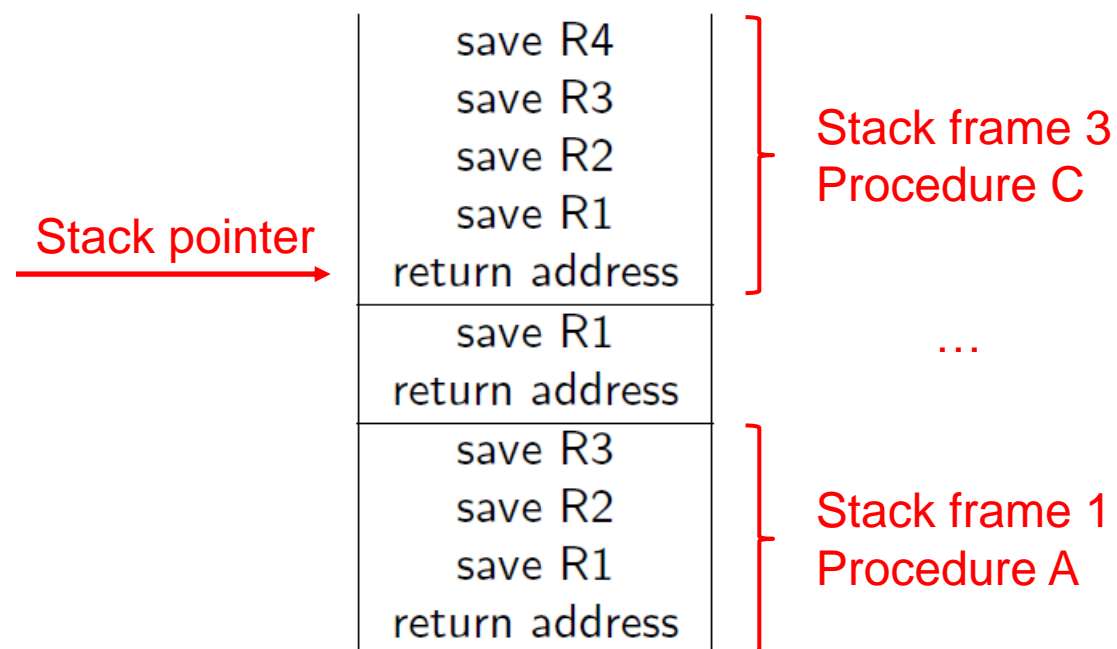 save R4
save R3
save R2
save R1
return address
Stack pointer
Stack frame 3
Procedure C
save R1
return address
…
save R3
save R2
save R1
return address
Stack frame 1
Procedure A